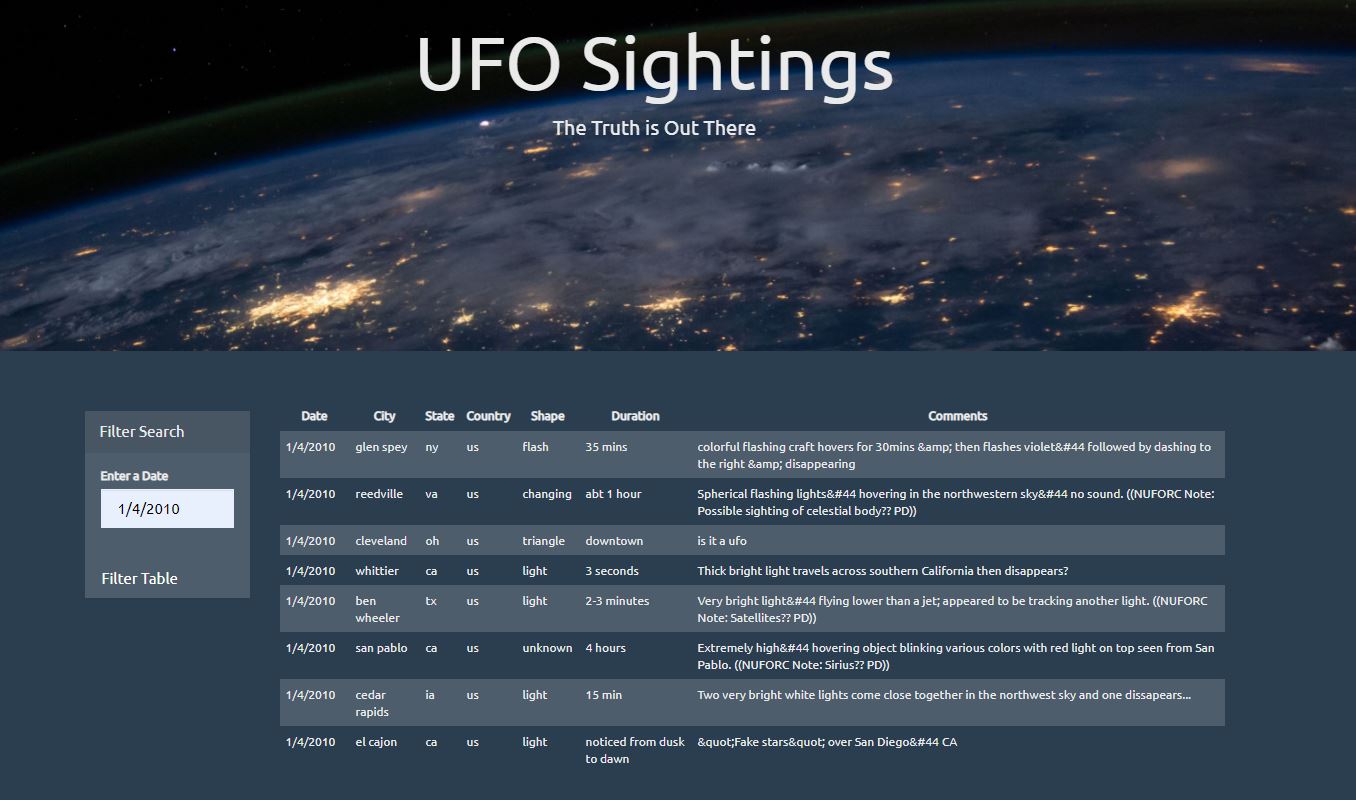 UFO Sightings
The Truth is Out There
Filter Search
Enter a Date
1/4/2010
Filter Table
Date City State Country Shape Duration Comments
1/4/2010 glen spey ny us flash 35 mins colorful flashing craft hovers for 30mins &amp; then flashes violet&#44 followed by dashing to
the right &amp; disappearing
1/4/2010 reedville va us changing abt 1 hour Spherical flashing lights&#44 hovering in the northwestern sky&#44 no sound. ((NUFORC Note:
Possible sighting of celestial body?? PD))
1/4/2010 cleveland oh us triangle downtown is it a ufo
1/4/2010 whittier ca us light 3 seconds Thick bright light travels across southern California then disappears?
1/4/2010 ben tx us light 2-3 minutes Very bright light&#44 flying lower than a jet; appeared to be tracking another light. ((NUFORC
wheeler Note: Satellites?? PD))
1/4/2010 san pablo ca us unknown 4 hours Extremely high&#44 hovering object blinking various colors with red light on top seen from San
Pablo. ((NUFORC Note: Sirius?? PD))
1/4/2010 cedar ia us light 15 min Two very bright white lights come close together in the northwest sky and one dissapears...
rapids
1/4/2010 el cajon ca us light noticed from dusk &quot;Fake stars&quot; over San Diego&#44 CA
to dawn